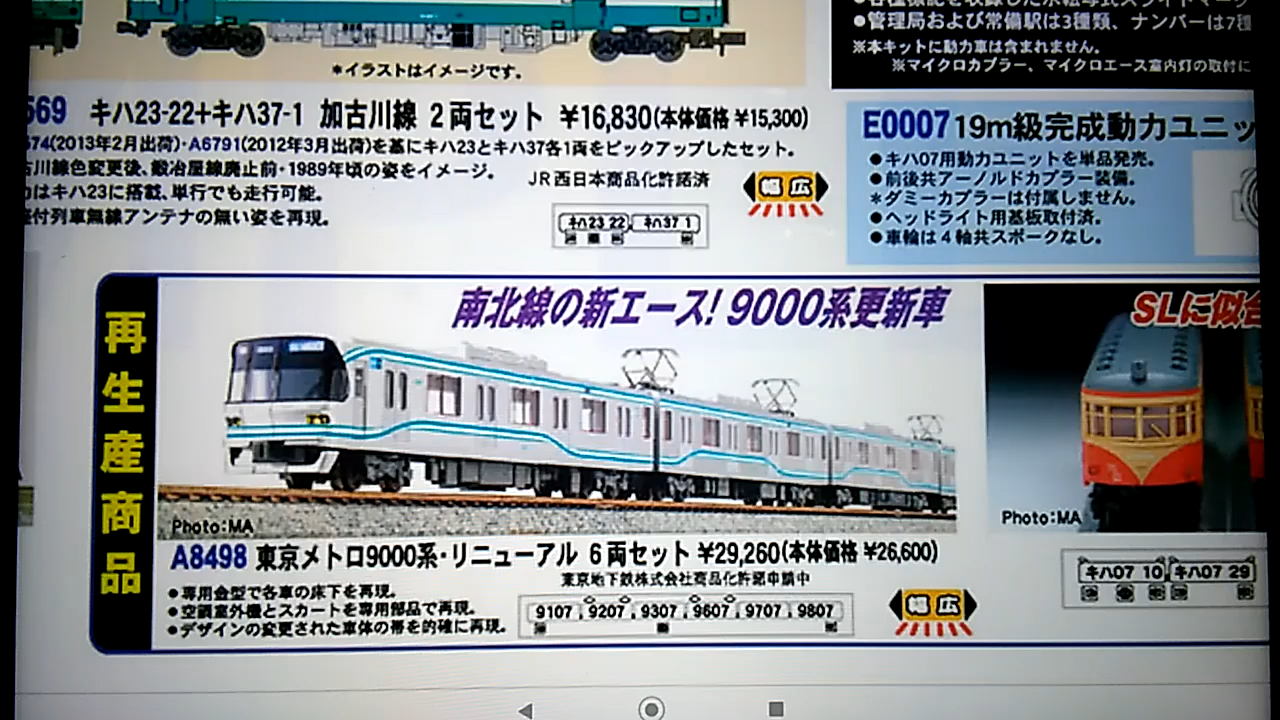 *イラストはイメージです。
●管理局および常備駅は3種類、ナンバーは7種
※本キットに動力車は含まれません。
※マイクロカプラー、マイクロエース室内灯の取付に
569 キハ23-22+キハ37-1 加古川線 2両セット ¥16,830(本体価格 ¥15,300)
574(2013年2月出荷)・A6791(2012年3月出荷)を基にキハ23とキハ37各1両をピックアップしたセット。
古川線色変更後、鍛冶屋線廃止前・1989年頃の姿をイメージ。
はキハ23に搭載、単行でも走行可能。
付列車無線アンテナの無い姿を再現。
JR西日本商品化許諾済
幅広
キハ23 22 キハ37 1
E0007 19m級完成動力ユニッ
●キハ07用動力ユニットを単品発売。
●前後共アーノルドカプラー装備。
*ダミーカプラーは付属しません。
●ヘッドライト用基板取付済。
●車輪は4軸共スポークなし。
再生産商品
南北線の新エース! 9000系更新車
Photo:MA
A8498 東京メトロ9000系・リニューアル 6両セット ¥29,260(本体価格 ¥26,600)
東京地下鉄株式会社商品化許諾申請中
●専用金型で各車の床下を再現。
●空調室外機とスカートを専用部品で再現。
●デザインの変更された車体の帯を的確に再現。
9107 9207 9307 9607 9707 9807
幅広
SLに似合
Photo:MA
キハ07 10 キハ07 29